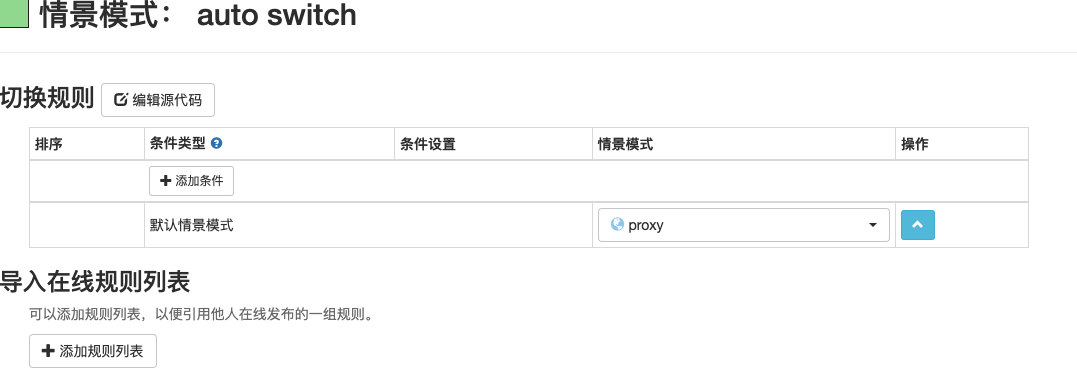 情景模式： auto switch
切换规则 编辑源代码
排序 条件类型 条件设置 情景模式 操作
添加条件
默认情景模式 proxy
导入在线规则列表
可以添加规则列表，以便引用他人在线发布的一组规则。
添加规则列表